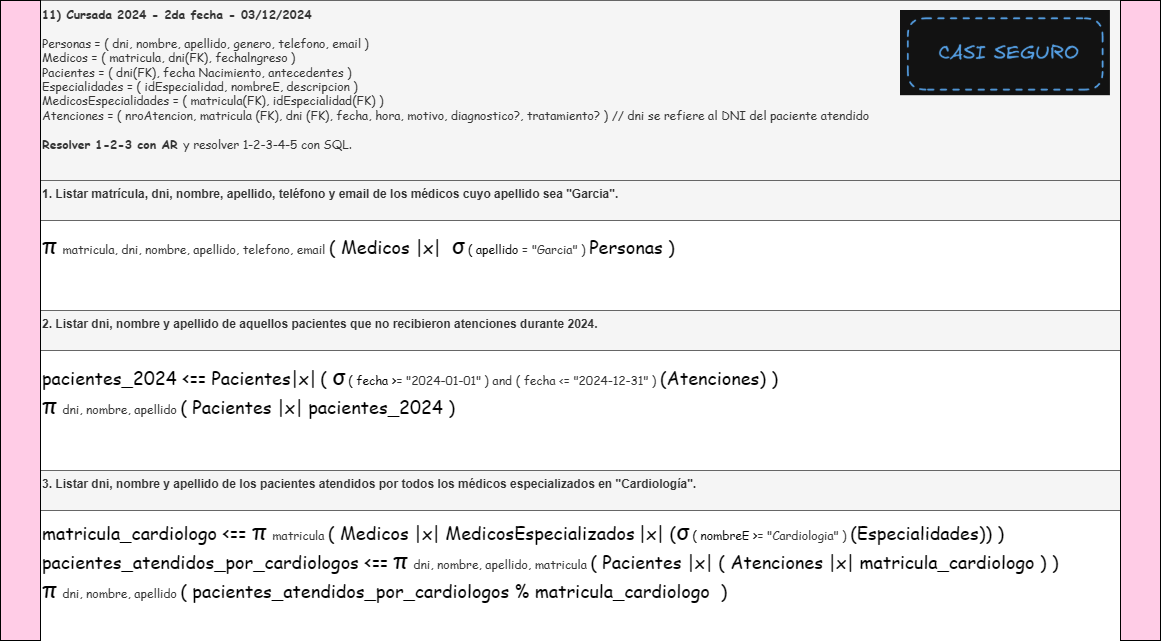 11) Cursada 2024 - 2da fecha - 03/12/2024
CASI SEGURO
Personas = ( dni, nombre, apellido, genero, telefono, email )
Medicos = ( matricula, dni(FK), fechaIngreso )
Pacientes = ( dni(FK), fecha Nacimiento, antecedentes )
Especialidades = ( idEspecialidad, nombreE, descripcion )
MedicosEspecialidades = ( matricula(FK), idEspecialidad(FK) )
Atenciones = ( nroAtencion, matricula (FK), dni (FK), fecha, hora, motivo, diagnostico?, tratamiento? ) // dni se refiere al DNI del paciente atendido
Resolver 1-2-3 con AR y resolver 1-2-3-4-5 con SQL.
1. Listar matrícula, dni, nombre, apellido, teléfono y email de los médicos cuyo apellido sea "Garcia".
π matricula, dni, nombre, apellido, telefono, email ( Medicos |x| σ ( apellido = "Garcia" ) Personas )
2. Listar dni, nombre y apellido de aquellos pacientes que no recibieron atenciones durante 2024.
pacientes_2024 <== Pacientes|x| ( σ ( fecha >= "2024-01-01" ) and ( fecha <= "2024-12-31" ) (Atenciones) )
π dni, nombre, apellido ( Pacientes |x| pacientes_2024 )
3. Listar dni, nombre y apellido de los pacientes atendidos por todos los médicos especializados en "Cardiología".
matricula_cardiologo <== π matricula ( Medicos |x| MedicosEspecializados |x| (σ ( nombreE >= "Cardiologia" ) (Especialidades)) )
pacientes_atendidos_por_cardiologos <== π dni, nombre, apellido, matricula ( Pacientes |x| ( Atenciones |x| matricula_cardiologo ) )
π dni, nombre, apellido ( pacientes_atendidos_por_cardiologos % matricula_cardiologo )